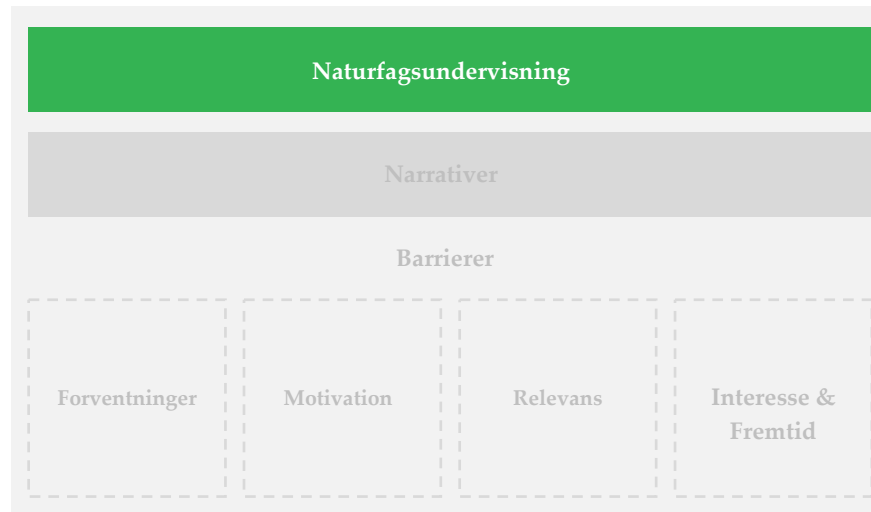 Naturfagsundervisning
Narrativer
Barrierer
Forventninger
Motivation
Relevans
Interesse &
Fremtid